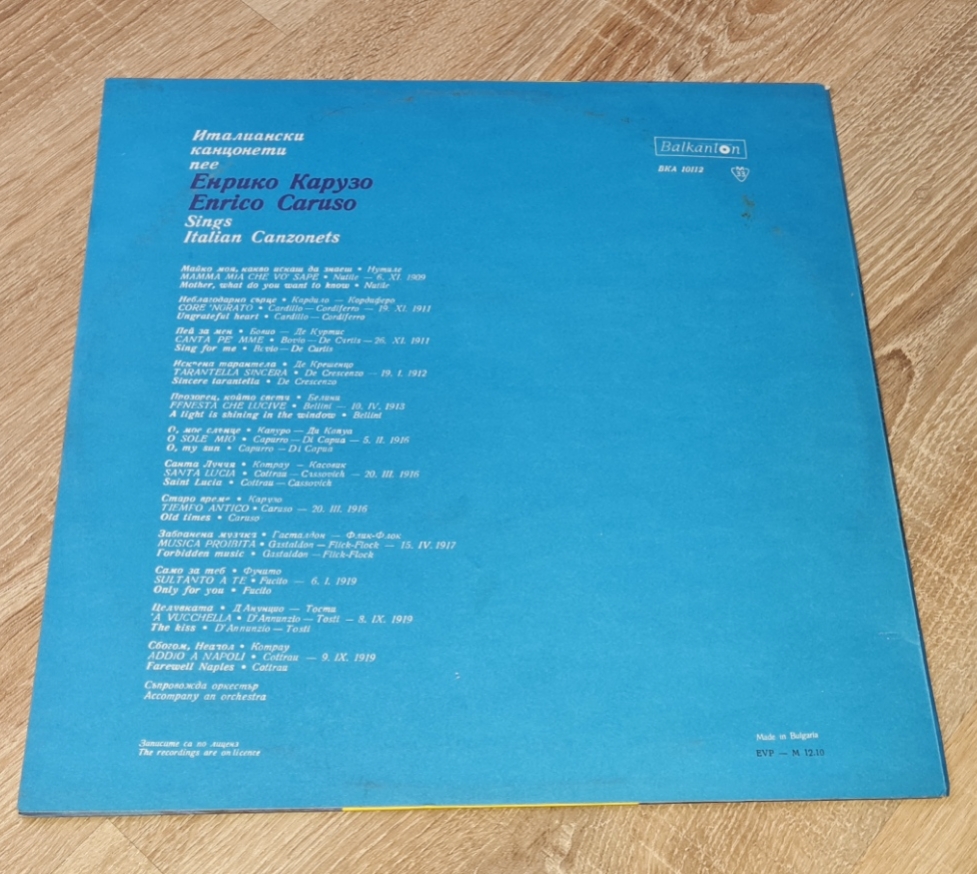 Италиански
канцонети
пее
Енрико Карузо
Enrico Caruso
Sings
Italian Canzonets
Balkanton
ВКА 10112
33
Майко моя, какво искаш да знаеш • Нутиле
MAMMA MIA CHE VO' SAPE • Nutile — 6. XI. 1909
Mother, what do you want to know • Nutile
Неблагодарно сърце • Кордило — Кордиферо
CORE 'NGRATO • Cardillo — Cordiferro — 19. XI. 1911
Ungrateful heart • Cardillo — Cordiferro
Пей за мен • Бовио — Де Куртис
CANTA PE' MME • Bovio — De Curtis — 26. XI. 1911
Sing for me • Bovio — De Curtis
Искрена тарантела • Де Крешенцо
TARANTELLA SINCERA • De Crescenzo — 19. I. 1912
Sincere tarantella • De Crescenzo
Прозорец, който свети • Белини
FENESTA CHE LUCIVE • Bellini — 10. IV. 1913
A light is shining in the window • Bellini
О, мое слънце • Капуро — Ди Капуа
O SOLE MIO • Capurro — Di Capua — 5. II. 1916
O, my sun • Capurro — Di Capua
Санта Лучия • Котрау — Касовик
SANTA LUCIA • Cottrau — Cassovich — 20. III. 1916
Saint Lucia • Cottrau — Cassovich
Старо време • Карузо
TIEMPO ANTICO • Caruso — 20. III. 1916
Old times • Caruso
Забранена музика • Госталдон — Флик-Флок
MUSICA PROIBITA • Gastaldon — Flick-Flock — 15. IV. 1917
Forbidden music • Gastaldon — Flick-Flock
Само за теб • Фучито
SULTANTO A TE • Fucito — 6. I. 1919
Only for you • Fucito
Целувката • Д'Анунцио — Тости
'A VUCCHELLA • D'Annunzio — Tosti — 8. IX. 1919
The kiss • D'Annunzio — Tosti
Сбогом, Неапол • Котрау
ADDIO A NAPOLI • Cottrau — 9. IX. 1919
Farewell Naples • Cottrau
Съпровожда оркестър
Accompany an orchestra
Записите са по лиценз
The recordings are on licence
Made in Bulgaria
EVP — M 12.10